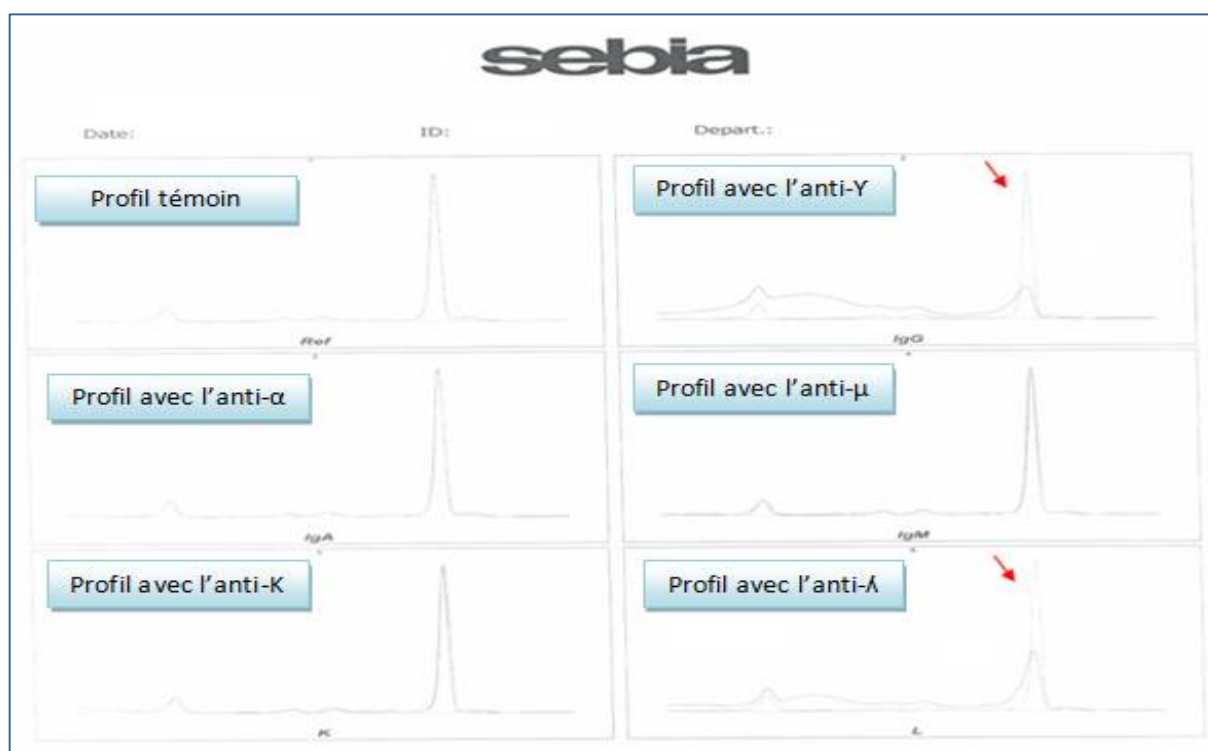 sebia
Date:
ID:
Depart.:
Profil témoin
Ref
Profil avec l'anti-Y
IgG
Profil avec l'anti-α
IgA
Profil avec l'anti-µ
IgM
Profil avec l'anti-K
K
Profil avec l'anti-Ʌ
L